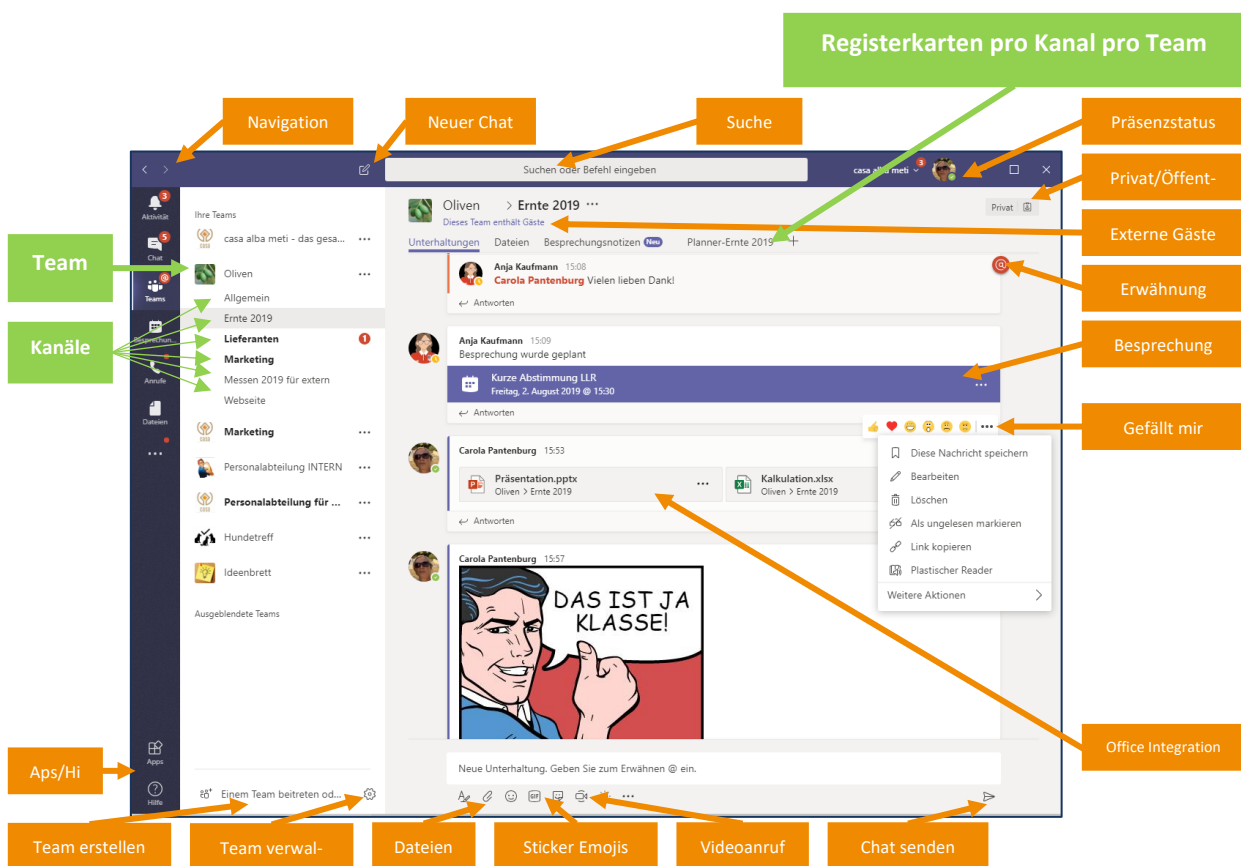 Registerkarten pro Kanal pro Team
Navigation
Neuer Chat
Suche
Präsenzstatus
Suchen oder Befehl eingeben
casa alba meti
3
Privat/Öffent-
3
Aktivität
Ihre Teams
Oliven > Ernte 2019 ...
Privat
Dieses Team enthält Gäste
casa alba meti - das gesa... ...
Externe Gäste
5
Chat
Unterhaltungen Dateien Besprechungsnotizen Neu Planner-Ernte 2019 +
Team
Oliven ...
Anja Kaufmann 15:08
Carola Pantenburg Vielen lieben Dank!
@
@
Teams
Allgemein
Antworten
Erwähnung
Ernte 2019
Kanäle
Lieferanten 1
Besprechun...
Anja Kaufmann 15:09
Besprechung wurde geplant
Besprechung
Marketing
Anrufe
Messen 2019 für extern
Kurze Abstimmung LLR
Freitag, 2. August 2019 @ 15:30
...
Webseite
Antworten
Dateien
Marketing ...
...
Gefällt mir
Carola Pantenburg 15:53
Diese Nachricht speichern
...
Personalabteilung INTERN ...
Präsentation.pptx ...
Oliven > Ernte 2019
Kalkulation.xlsx
Oliven > Ernte 2019
Bearbeiten
Löschen
Personalabteilung für ... ...
Antworten
Als ungelesen markieren
Hundetreff ...
Link kopieren
Carola Pantenburg 15:57
Plastischer Reader
Ideenbrett ...
Weitere Aktionen >
DAS IST JA
KLASSE!
Ausgeblendete Teams
Office Integration
Aps/Hi
Apps
Neue Unterhaltung. Geben Sie zum Erwähnen @ ein.
Hilfe
Einem Team beitreten od...
GIF
...
Team erstellen
Team verwal-
Dateien
Sticker Emojis
Videoanruf
Chat senden